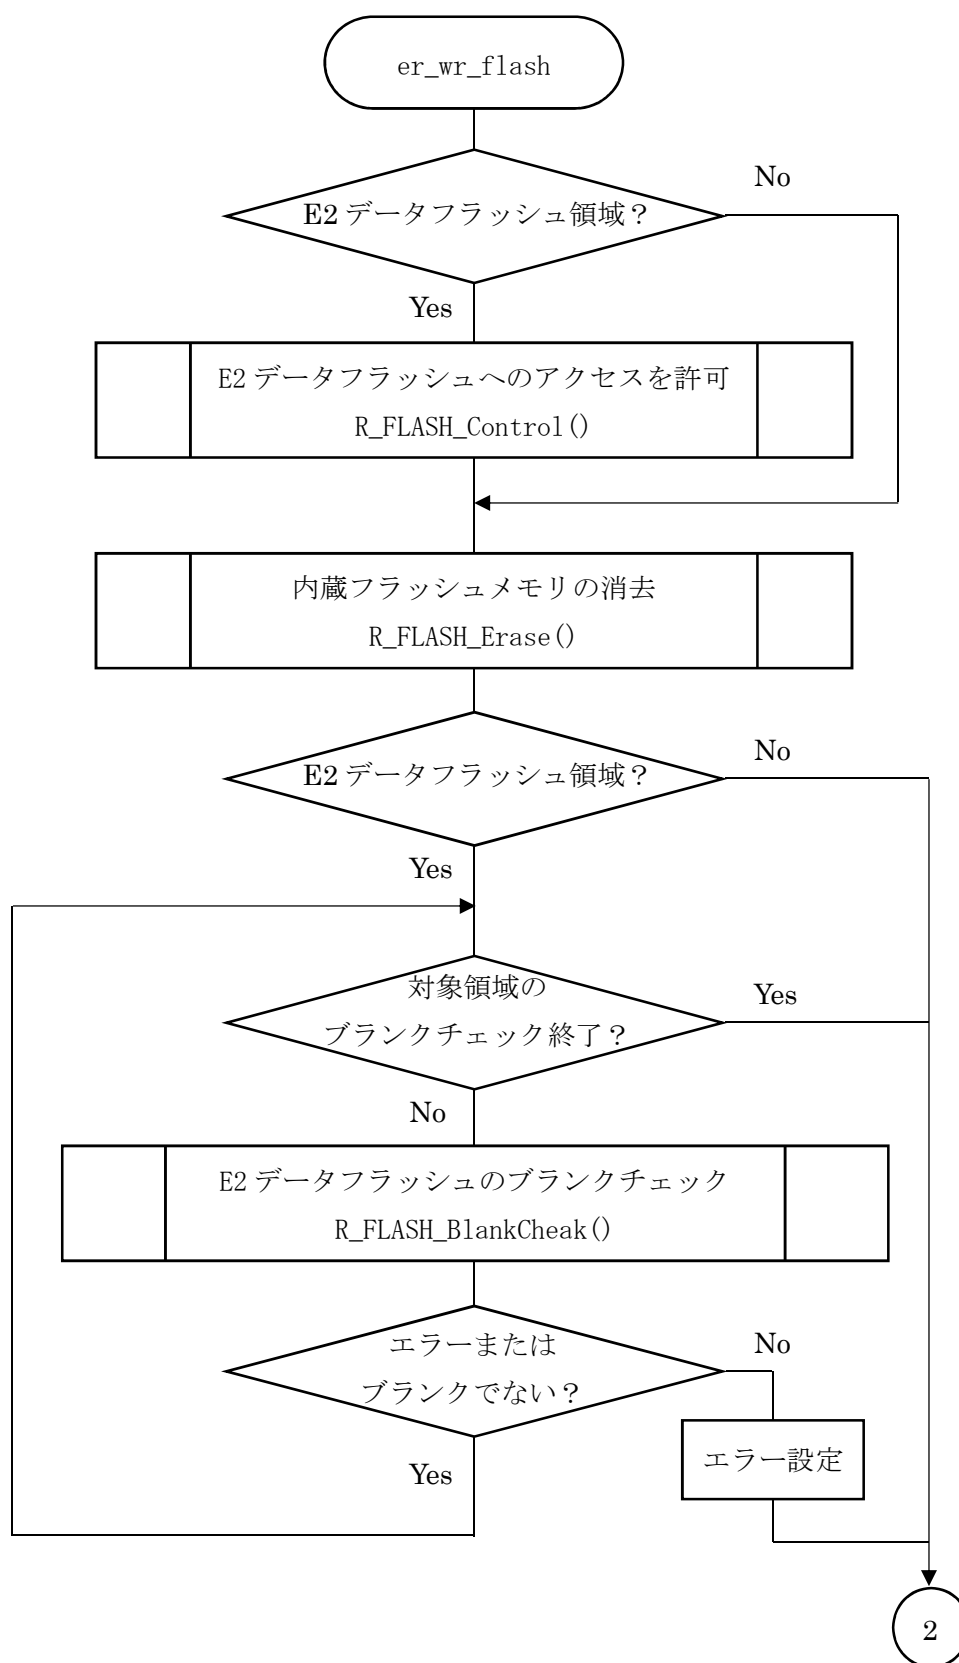 er_wr_flash
No
E2 データフラッシュ領域？
Yes
E2 データフラッシュへのアクセスを許可
R_FLASH_Control()
内蔵フラッシュメモリの消去
R_FLASH_Erase()
No
E2 データフラッシュ領域？
Yes
対象領域の
Yes
ブランクチェック終了？
No
E2 データフラッシュのブランクチェック
R_FLASH_BlankCheak()
エラーまたは
No
ブランクでない？
エラー設定
Yes
2